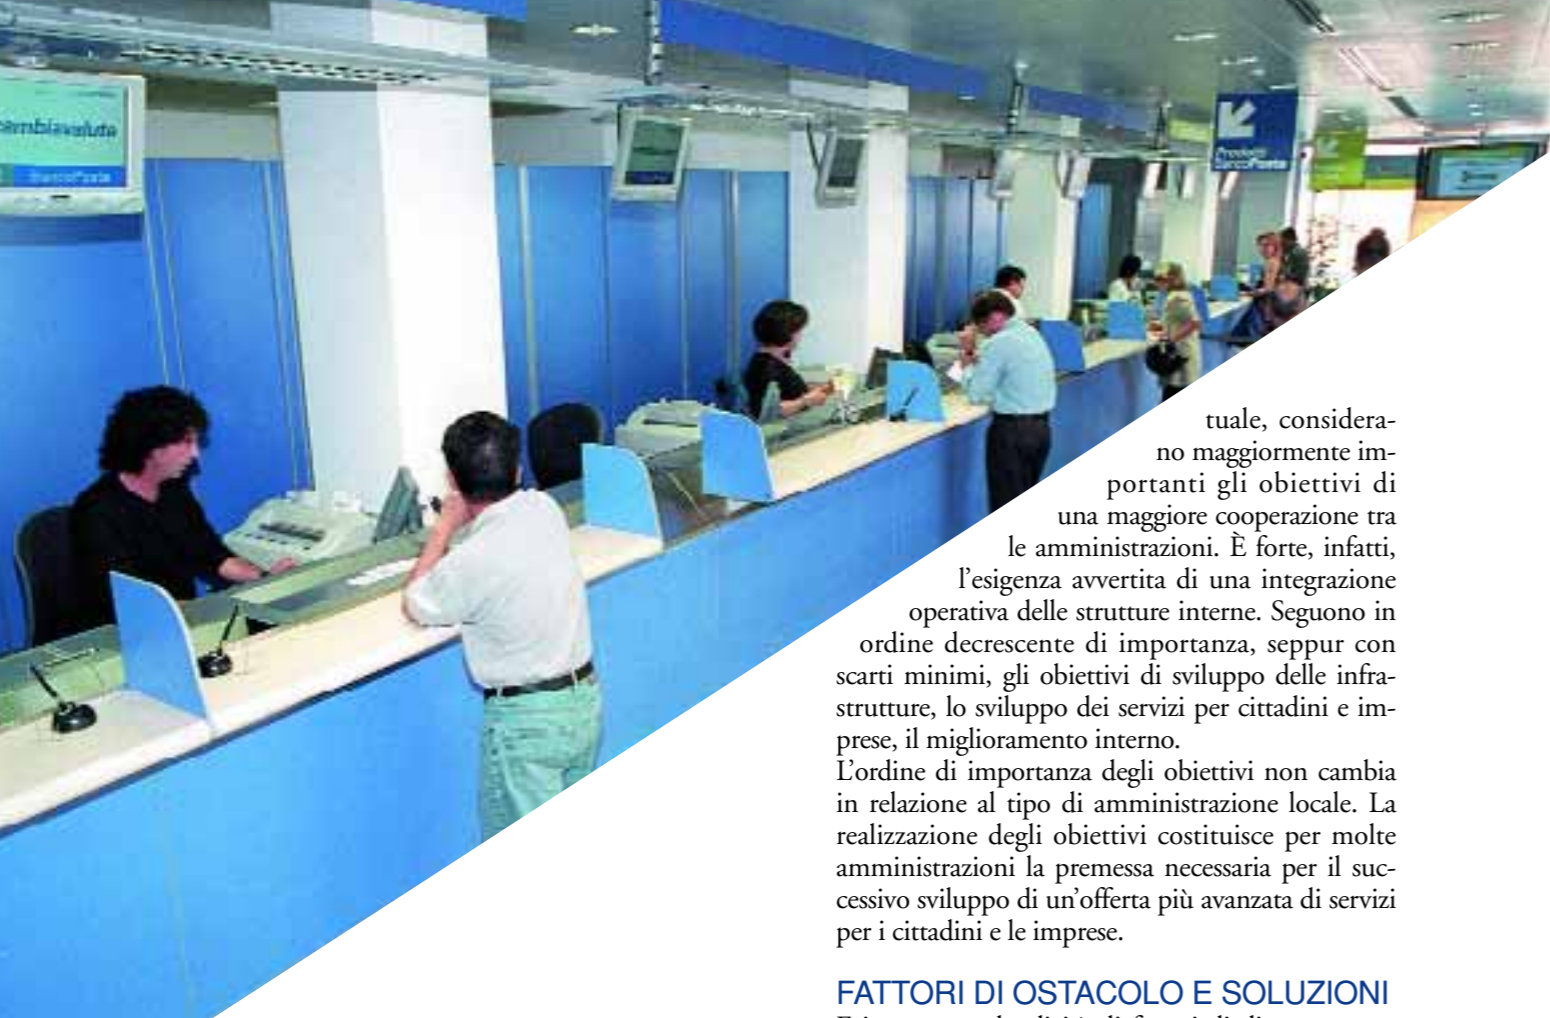 cambiavalute
BancoPosta
Prodotti
BancoPosta
tuale, considera-
no maggiormente im-
portanti gli obiettivi di
una maggiore cooperazione tra
le amministrazioni. È forte, infatti,
l’esigenza avvertita di una integrazione
operativa delle strutture interne. Seguono in
ordine decrescente di importanza, seppur con
scarti minimi, gli obiettivi di sviluppo delle infra-
strutture, lo sviluppo dei servizi per cittadini e im-
prese, il miglioramento interno.
L’ordine di importanza degli obiettivi non cambia
in relazione al tipo di amministrazione locale. La
realizzazione degli obiettivi costituisce per molte
amministrazioni la premessa necessaria per il suc-
cessivo sviluppo di un’offerta più avanzata di servizi
per i cittadini e le imprese.
FATTORI DI OSTACOLO E SOLUZIONI